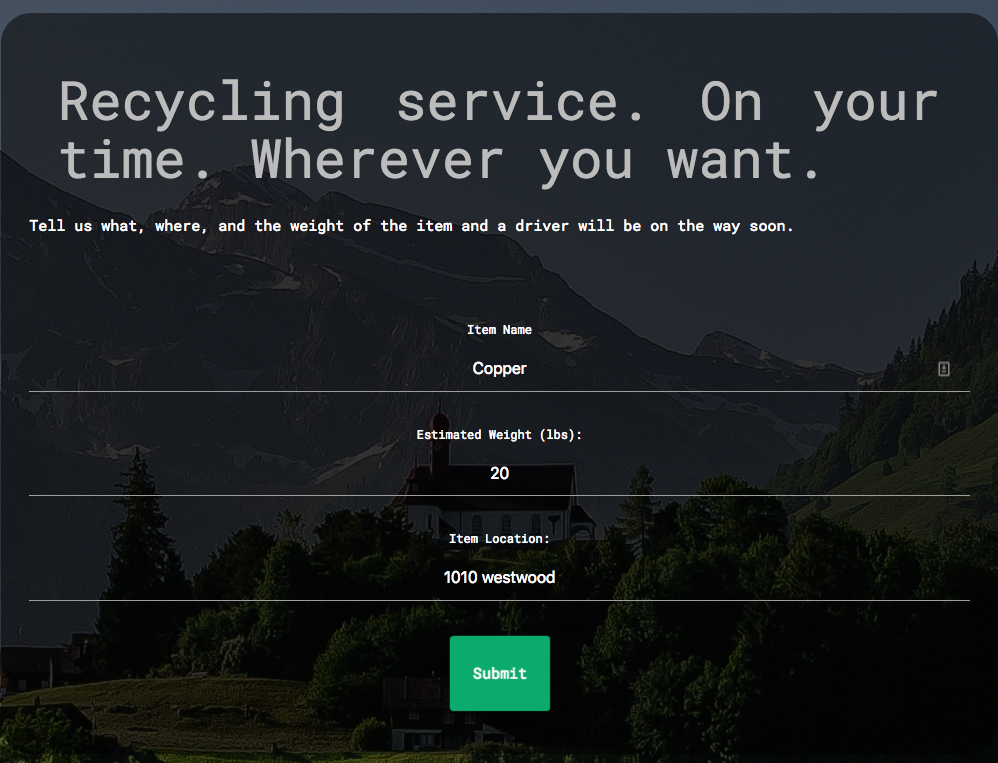 Recycling service. On your
time. Wherever you want.
Tell us what, where, and the weight of the item and a driver will be on the way soon.
Item Name
Copper
Estimated Weight (lbs):
20
Item Location:
1010 westwood
Submit